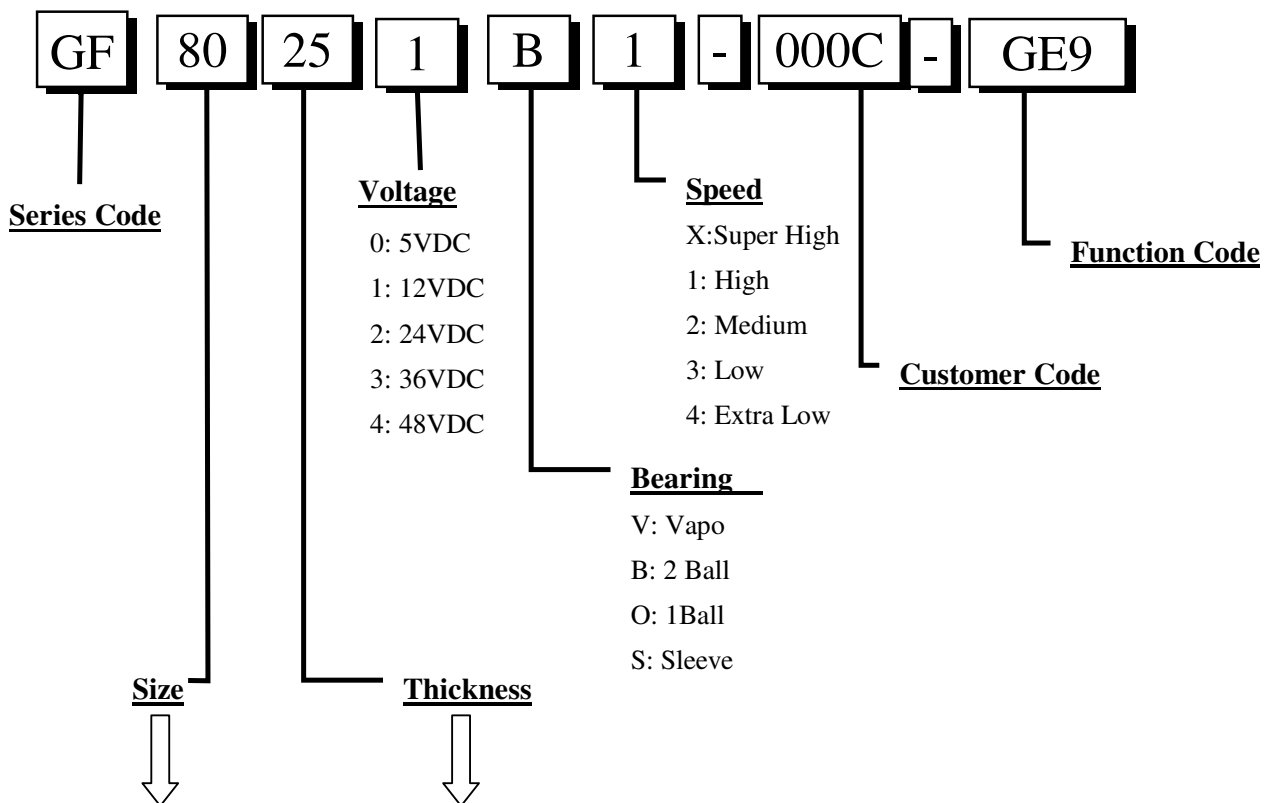 GF 80 25 1 B 1 - 000C - GE9
Series Code
Voltage
0: 5VDC
1: 12VDC
2: 24VDC
3: 36VDC
4: 48VDC
Speed
X:Super High
1: High
2: Medium
3: Low
4: Extra Low
Function Code
Customer Code
Bearing
V: Vapo
B: 2 Ball
O: 1Ball
S: Sleeve
Size
Thickness